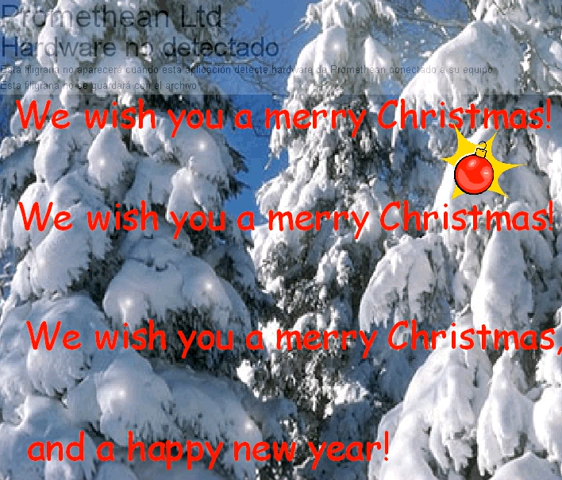 Promethean Ltd
Hardware no detectado
Esta filigrana no aparecerá cuando esta aplicación detecte hardware de Promethean conectado a su equipo
Esta filigrana no se guardará con el archivo
We wish you a merry Christmas!
We wish you a merry Christmas!
We wish you a merry Christmas,
and a happy new year!